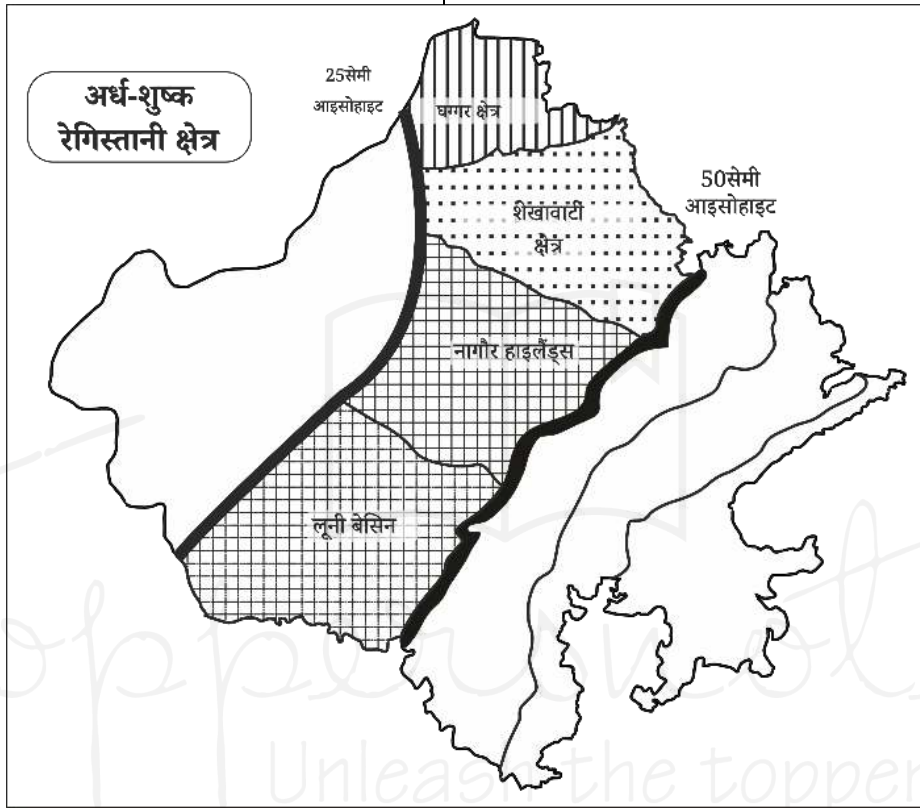 अर्ध-शुष्क
रेगिस्तानी क्षेत्र
25सेमी
आइसोहाइट
घग्गर क्षेत्र
50सेमी
आइसोहाइट
शेखावाटी
क्षेत्र
नागौर हाइलैंड्स
लूनी बेसिन
Unleash the topper